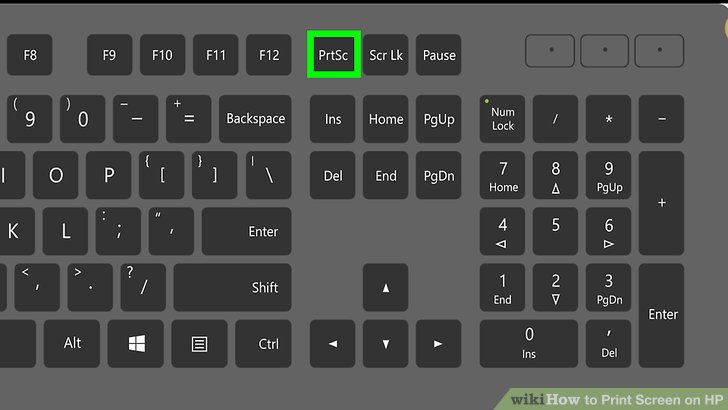 F8 F9 F10 F11 F12 PrtSc Scr Lk Pause
( ) _ +
9 0 - = Backspace Ins Home PgUp Num Lock / * -
{ } |
I O P [ ] \ Del End PgDn 7 Home 8 9 PgUp +
: "
K L ; ' Enter 4 5 6
< > ?
, . / Shift 1 End 2 3 PgDn Enter
Alt Ctrl 0 Ins , Del
wikiHow to Print Screen on HP